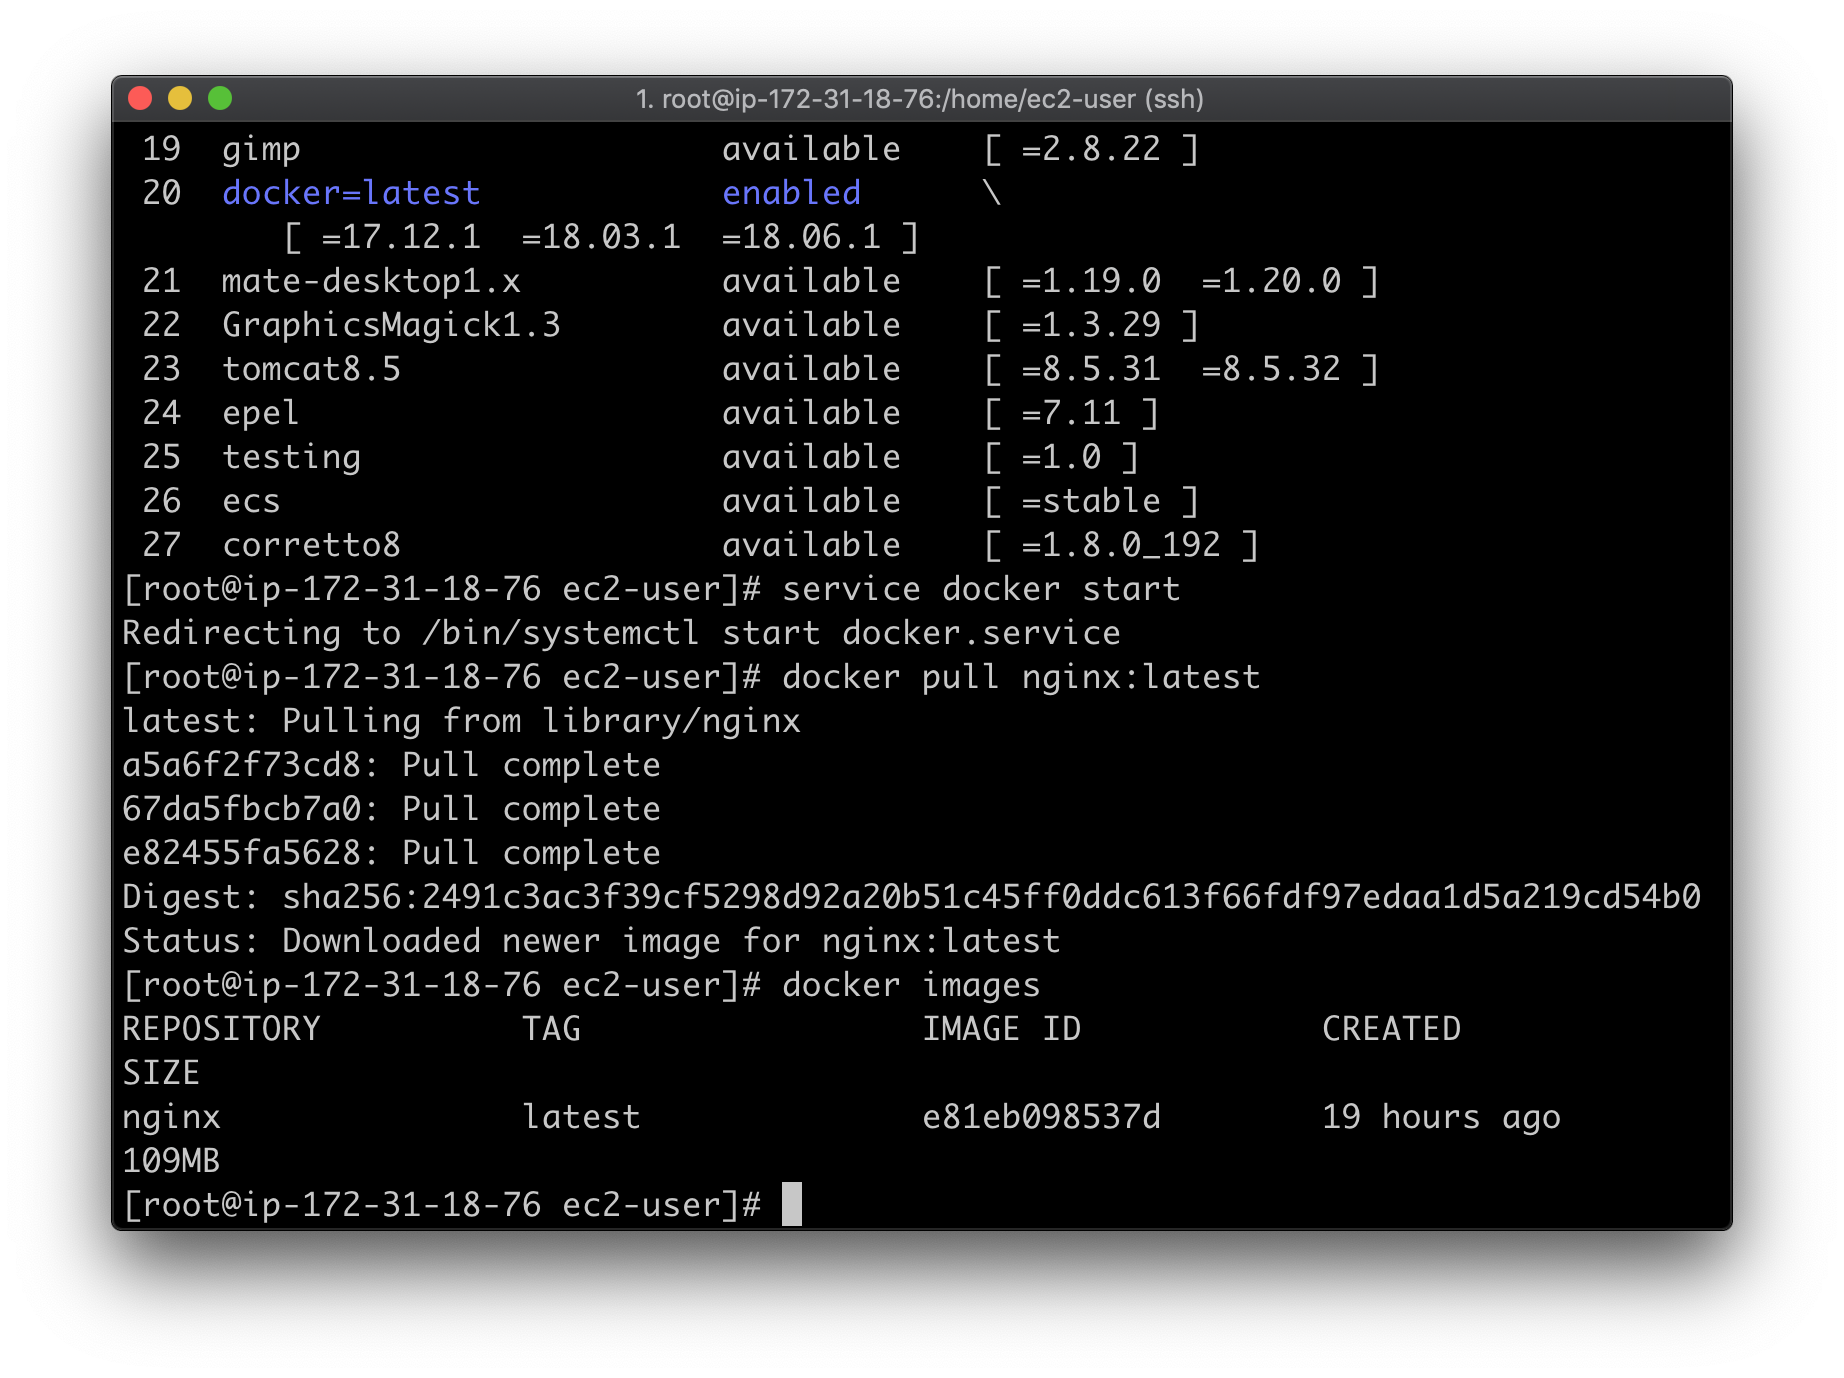 1. root@ip-172-31-18-76:/home/ec2-user (ssh)
19  gimp                     available    [ =2.8.22 ]
20  docker=latest            enabled      \
        [ =17.12.1  =18.03.1  =18.06.1 ]
21  mate-desktop1.x          available    [ =1.19.0  =1.20.0 ]
22  GraphicsMagick1.3        available    [ =1.3.29 ]
23  tomcat8.5                available    [ =8.5.31  =8.5.32 ]
24  epel                     available    [ =7.11 ]
25  testing                  available    [ =1.0 ]
26  ecs                      available    [ =stable ]
27  corretto8                available    [ =1.8.0_192 ]
[root@ip-172-31-18-76 ec2-user]# service docker start
Redirecting to /bin/systemctl start docker.service
[root@ip-172-31-18-76 ec2-user]# docker pull nginx:latest
latest: Pulling from library/nginx
a5a6f2f73cd8: Pull complete
67da5fbcb7a0: Pull complete
e82455fa5628: Pull complete
Digest: sha256:2491c3ac3f39cf5298d92a20b51c45ff0ddc613f66fdf97edaa1d5a219cd54b0
Status: Downloaded newer image for nginx:latest
[root@ip-172-31-18-76 ec2-user]# docker images
REPOSITORY          TAG                 IMAGE ID            CREATED
SIZE
nginx               latest              e81eb098537d        19 hours ago
109MB
[root@ip-172-31-18-76 ec2-user]#